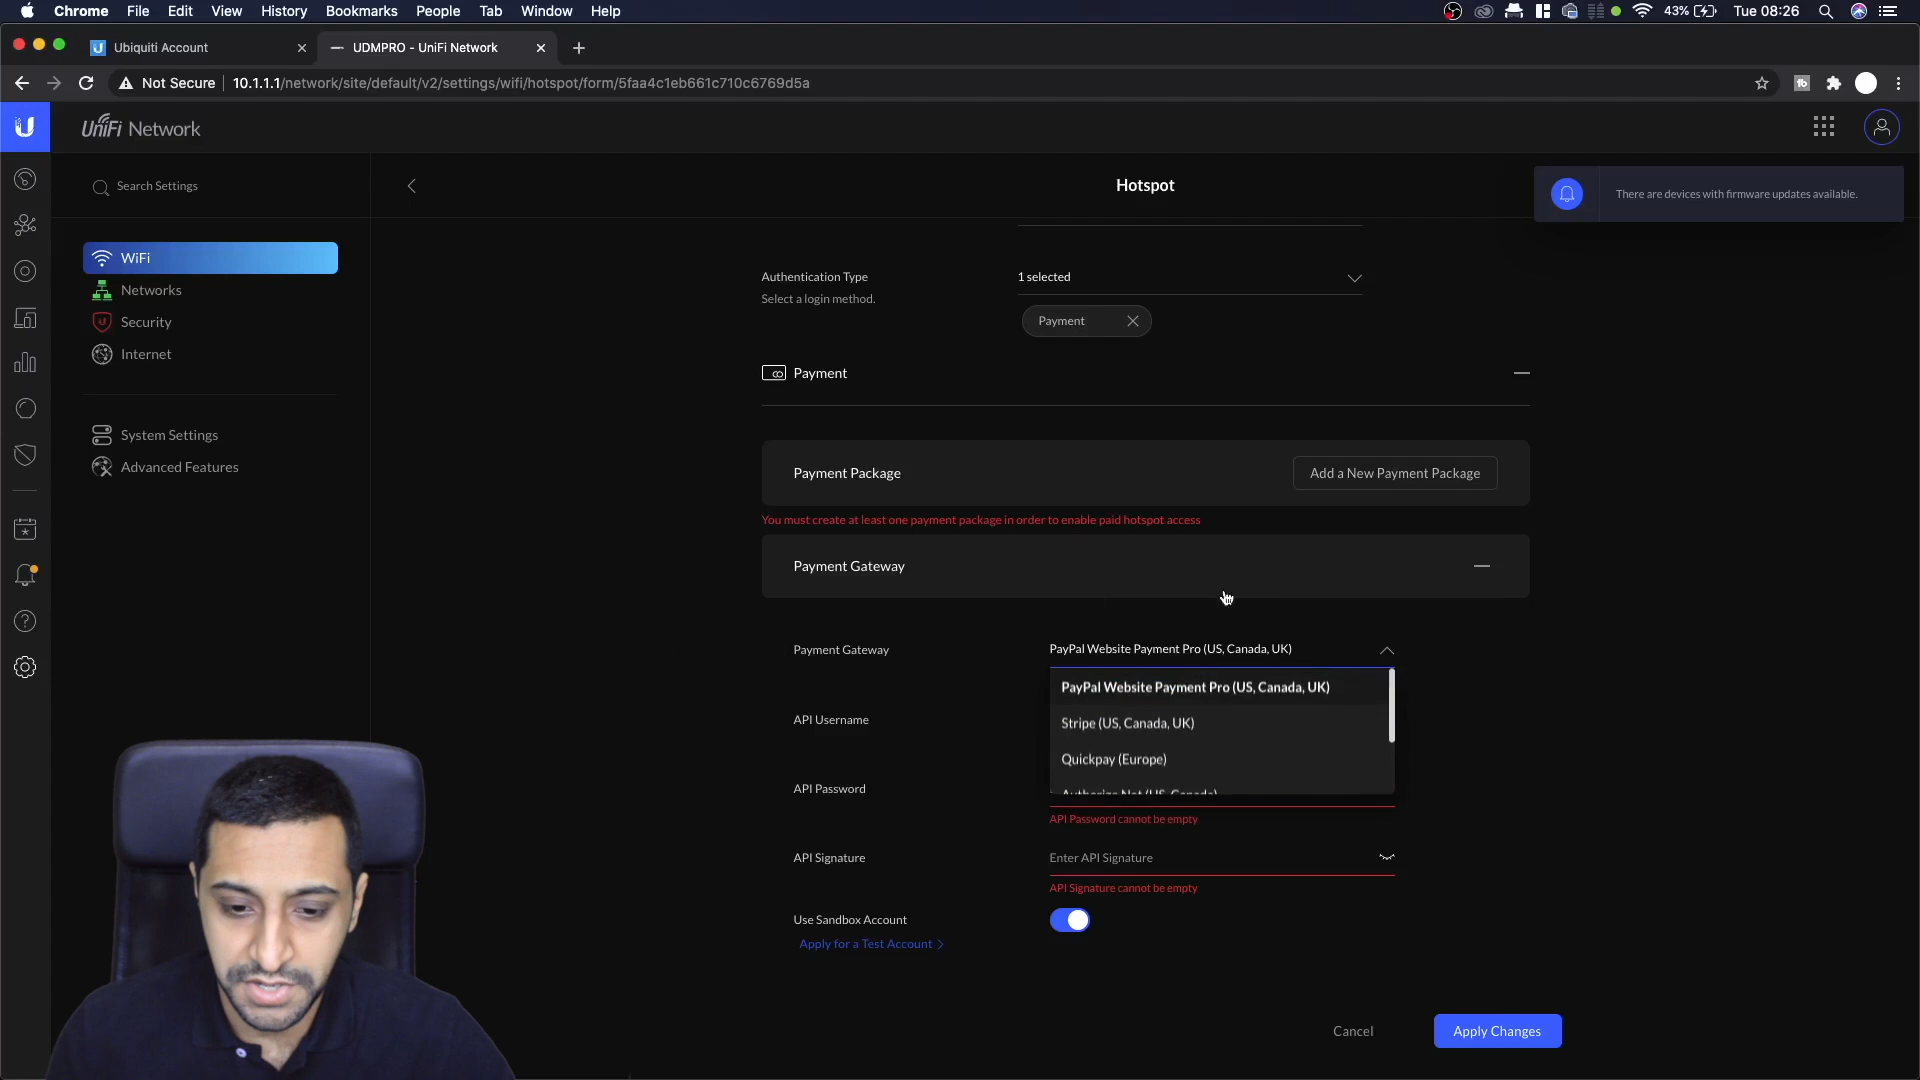 Chrome File Edit View History Bookmarks People Tab Window Help
43% Tue 08:26
Ubiquiti Account
UDMPRO - UniFi Network
Not Secure 10.1.1.1/network/site/default/v2/settings/wifi/hotspot/form/5faa4c1eb661c710c6769d5a
UniFi Network
Search Settings
Hotspot
There are devices with firmware updates available.
WiFi
Networks
Security
Internet
System Settings
Advanced Features
Authentication Type
1 selected
Select a login method.
Payment
Payment
Payment Package
Add a New Payment Package
You must create at least one payment package in order to enable paid hotspot access
Payment Gateway
Payment Gateway
PayPal Website Payment Pro (US, Canada, UK)
PayPal Website Payment Pro (US, Canada, UK)
API Username
Stripe (US, Canada, UK)
Quickpay (Europe)
API Password
Authorize.Net (US, Canada)
API Password cannot be empty
API Signature
Enter API Signature
API Signature cannot be empty
Use Sandbox Account
Apply for a Test Account >
Cancel
Apply Changes